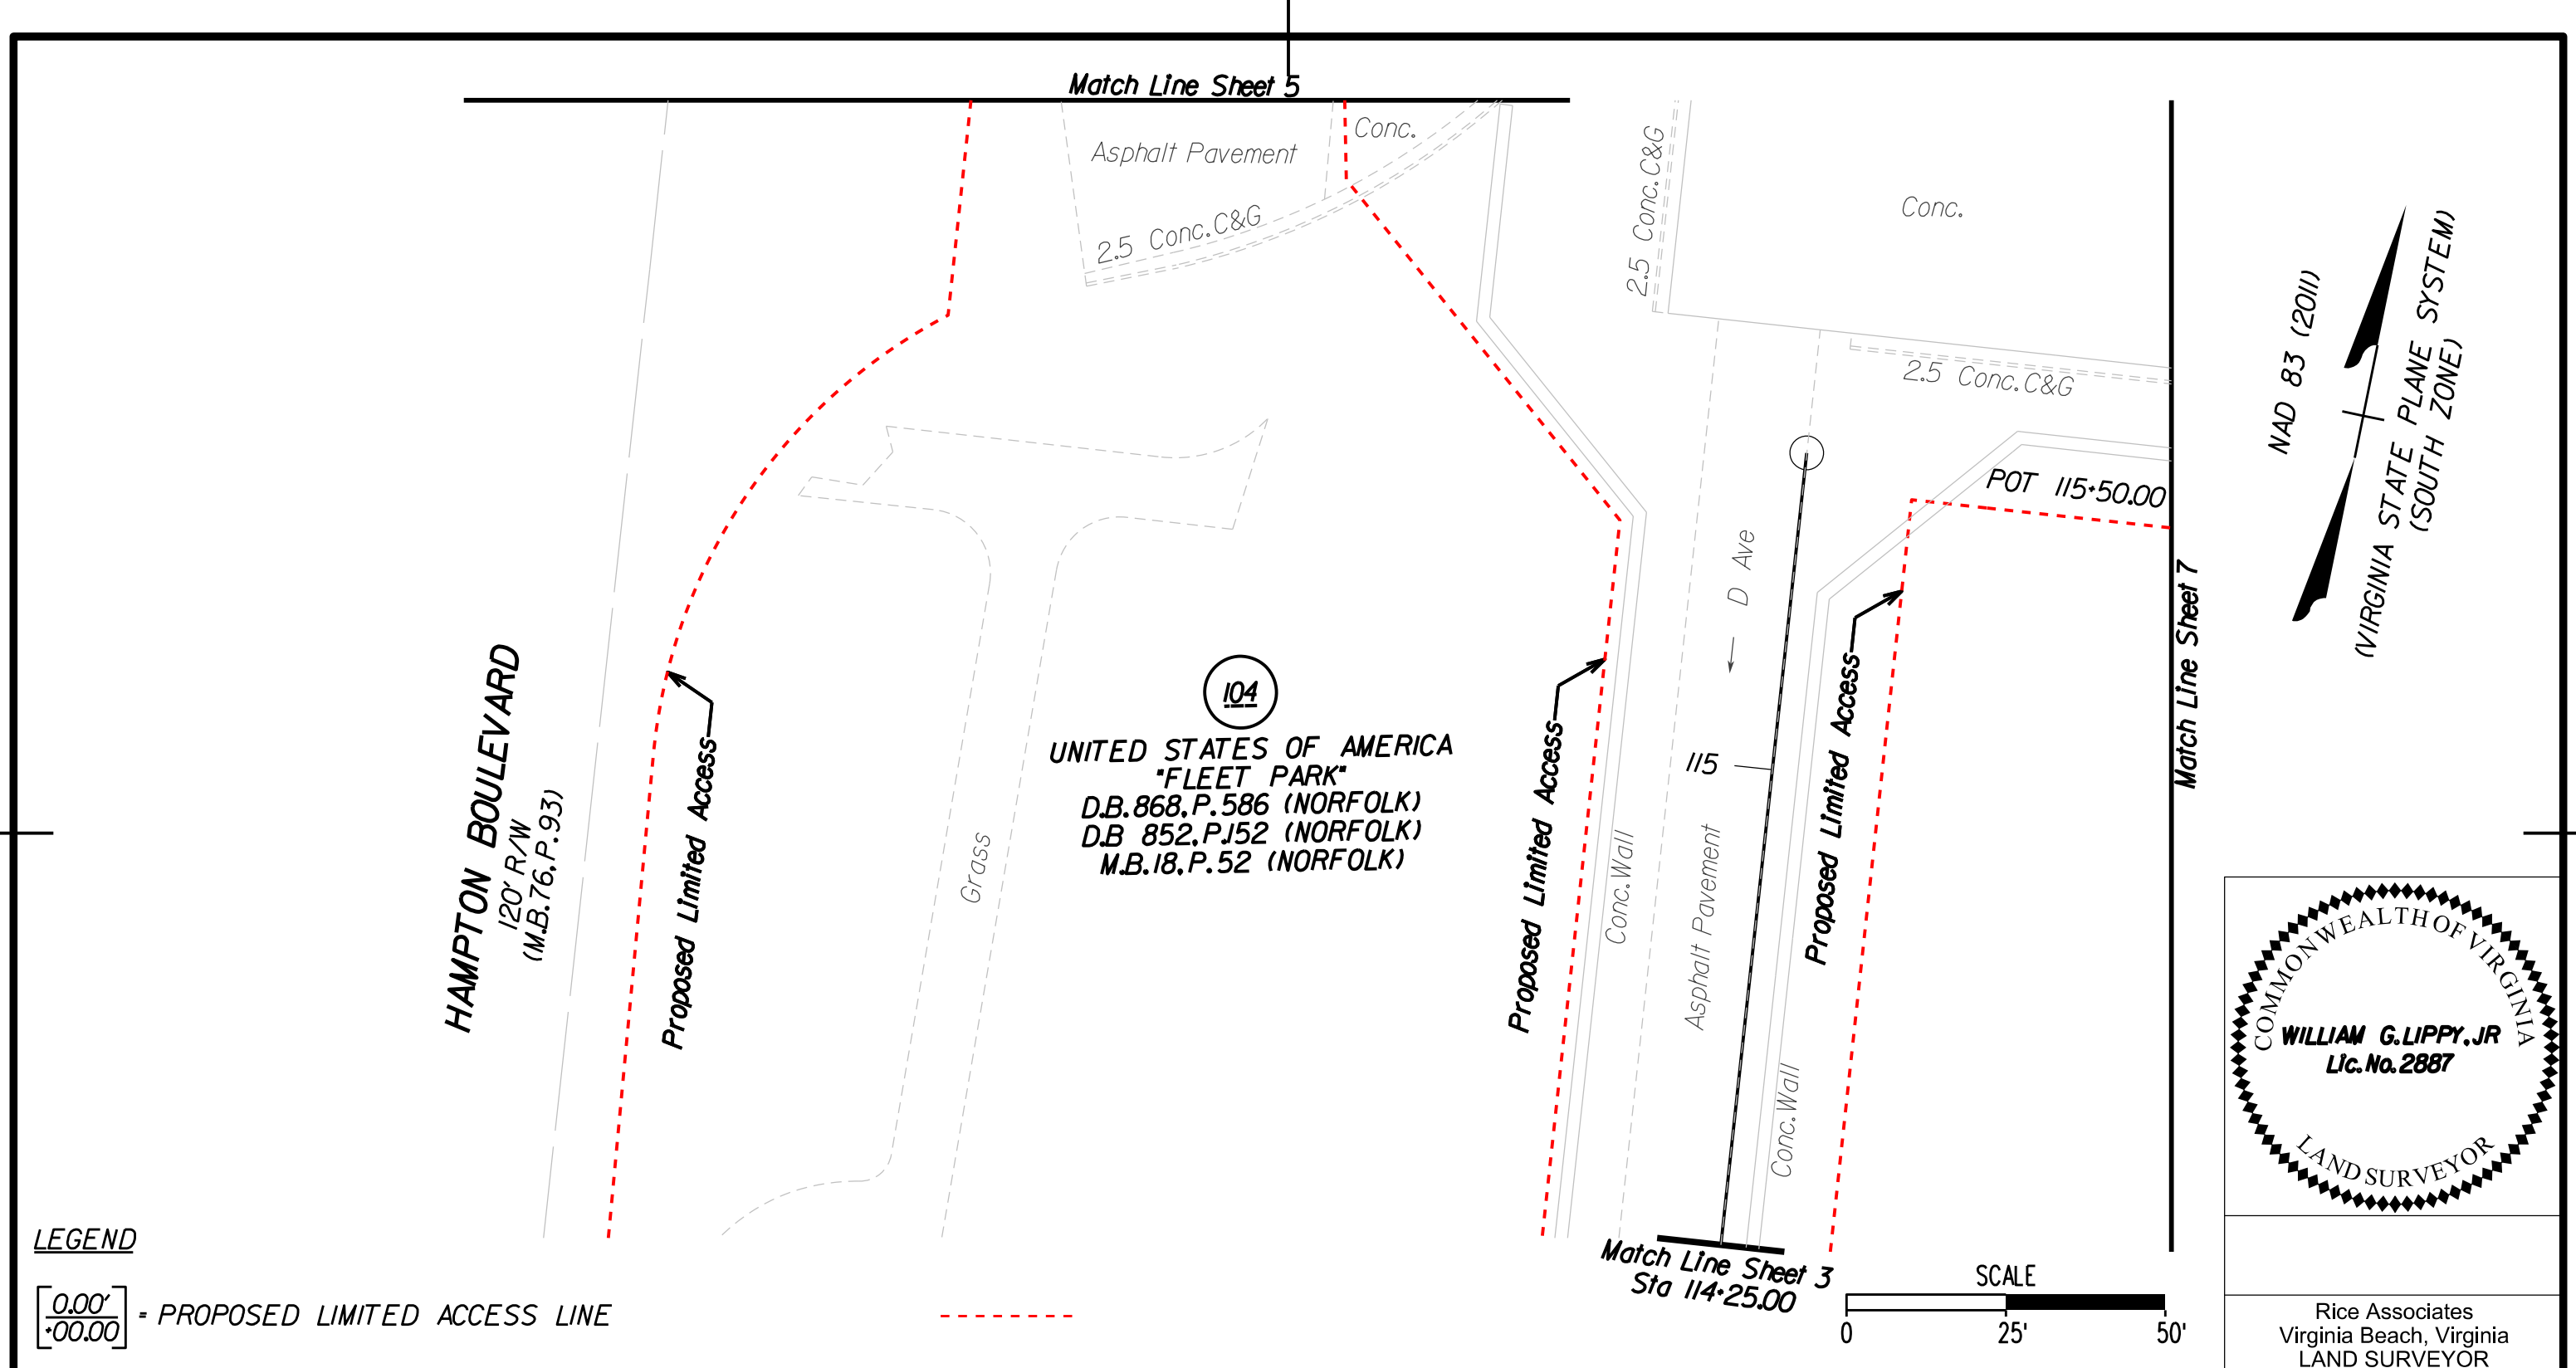 Match Line Sheet 5
Asphalt Pavement
Conc.
2.5 Conc.C&G
2.5 Conc.C&G
Conc.
2.5 Conc.C&G
POT 115+50.00
NAD 83 (2011)
(VIRGINIA STATE PLANE SYSTEM)
(SOUTH ZONE)
Match Line Sheet 7
D Ave
HAMPTON BOULEVARD
120' R/W
(M.B.76,P.93)
Proposed Limited Access
Grass
104
UNITED STATES OF AMERICA
"FLEET PARK"
D.B.868,P.586 (NORFOLK)
D.B 852,P.152 (NORFOLK)
M.B.18,P.52 (NORFOLK)
Proposed Limited Access
Conc.Wall
115
Asphalt Pavement
Proposed Limited Access
Conc.Wall
COMMONWEALTH OF VIRGINIA
WILLIAM G.LIPPY,JR
Lic.No.2887
LAND SURVEYOR
Match Line Sheet 3
Sta 114+25.00
SCALE
0 25' 50'
LEGEND
0.00'
+00.00
= PROPOSED LIMITED ACCESS LINE
Rice Associates
Virginia Beach, Virginia
LAND SURVEYOR